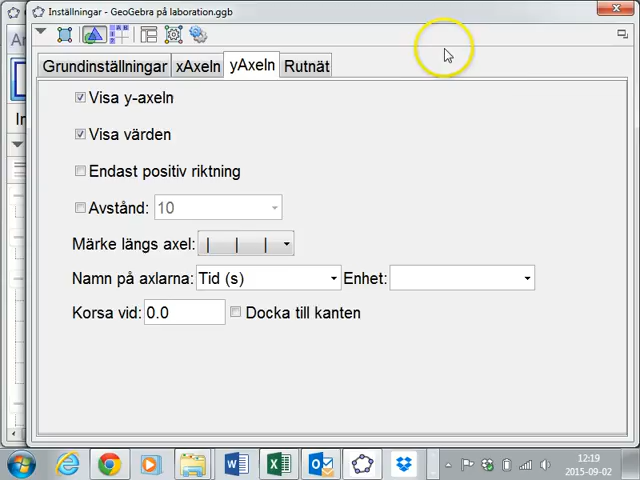 Inställningar - GeoGebra på laboration.ggb
Grundinställningar xAxeln yAxeln Rutnät
Visa y-axeln
Visa värden
Endast positiv riktning
Avstånd: 10
Märke längs axel: | | |
Namn på axlarna: Tid (s) Enhet:
Korsa vid: 0.0 Docka till kanten
12:19
2015-09-02